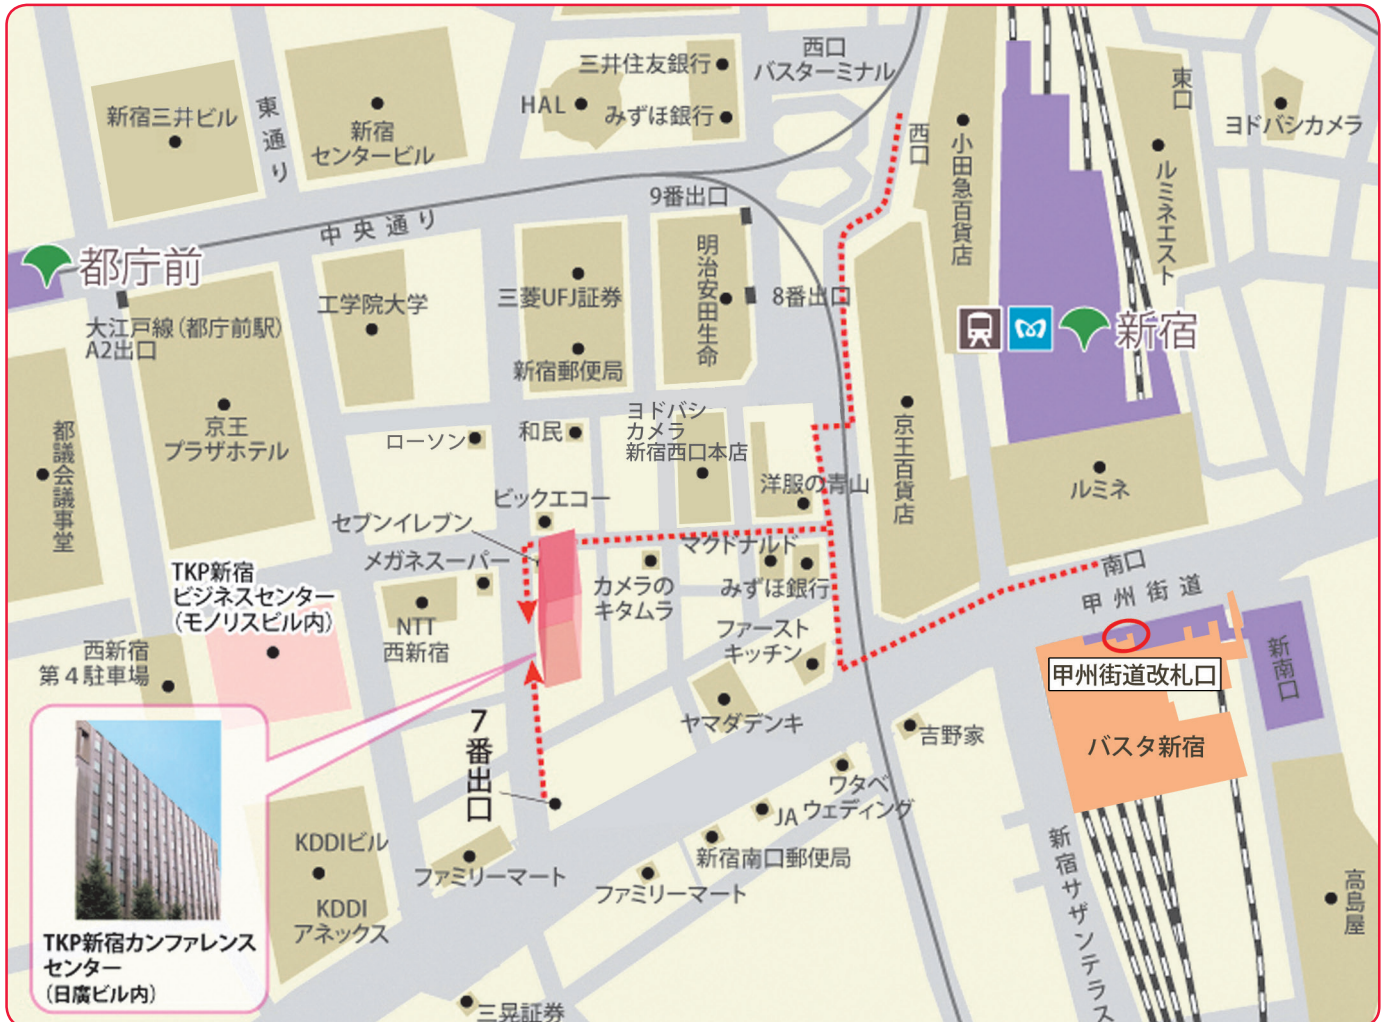 三井住友銀行
西口
バスターミナル
東口
HAL
みずほ銀行
新宿三井ビル
東通り
新宿
センタービル
西口
小田急百貨店
ヨドバシカメラ
ルミネエスト
9番出口
中央通り
都庁前
明治安田生命
工学院大学
三菱UFJ証券
8番出口
大江戸線(都庁前駅)
A2出口
新宿
新宿郵便局
京王
プラザホテル
都議会議事堂
ローソン
和民
ヨドバシ
カメラ
新宿西口本店
京王百貨店
洋服の青山
ルミネ
ビックエコー
セブンイレブン
メガネスーパー
マクドナルド
南口
甲州街道
TKP新宿
ビジネスセンター
(モノリスビル内)
カメラの
キタムラ
みずほ銀行
NTT
西新宿
ファースト
キッチン
西新宿
第4駐車場
甲州街道改札口
新南口
7番出口
ヤマダデンキ
吉野家
バスタ新宿
ワタベ
ウェディング
JA
KDDIビル
新宿南口郵便局
ファミリーマート
ファミリーマート
新宿サザンテラス
高島屋
KDDI
アネックス
TKP新宿カンファレンス
センター
(日廣ビル内)
三晃証券